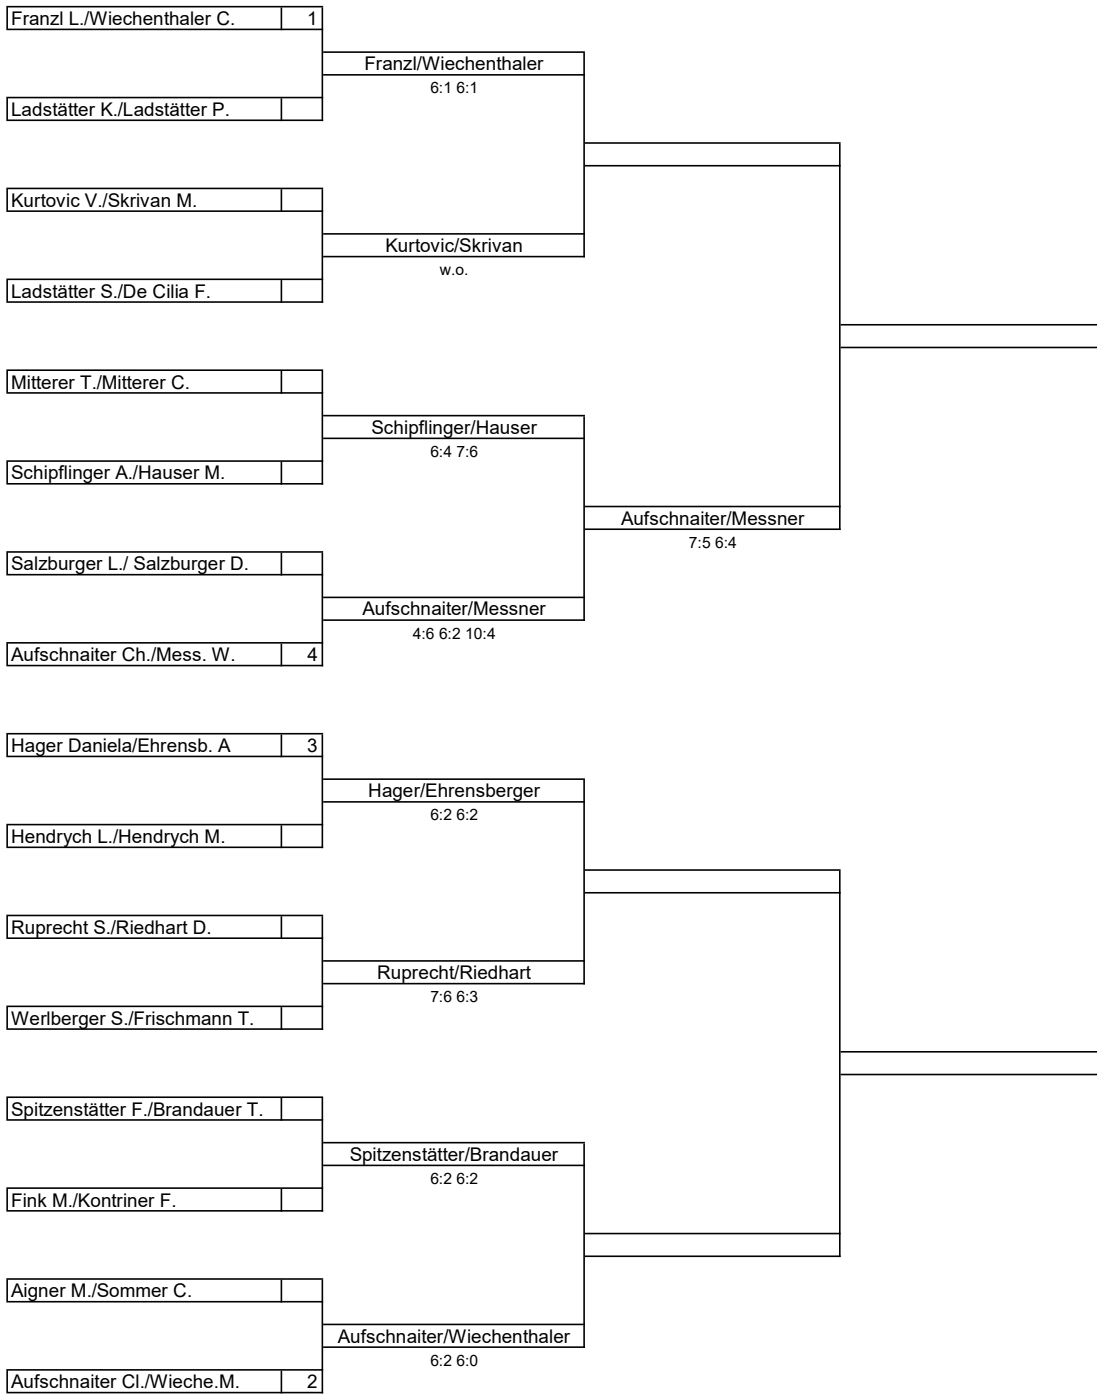 Franzl L./Wiechenthaler C. 1
Franzl/Wiechenthaler
6:1 6:1
Ladstätter K./Ladstätter P.
Kurtovic V./Skrivan M.
Kurtovic/Skrivan
w.o.
Ladstätter S./De Cilia F.
Mitterer T./Mitterer C.
Schipflinger/Hauser
6:4 7:6
Schipflinger A./Hauser M.
Aufschnaiter/Messner
7:5 6:4
Salzburger L./ Salzburger D.
Aufschnaiter/Messner
4:6 6:2 10:4
Aufschnaiter Ch./Mess. W. 4
Hager Daniela/Ehrensb. A 3
Hager/Ehrensberger
6:2 6:2
Hendrych L./Hendrych M.
Ruprecht S./Riedhart D.
Ruprecht/Riedhart
7:6 6:3
Werlberger S./Frischmann T.
Spitzenstätter F./Brandauer T.
Spitzenstätter/Brandauer
6:2 6:2
Fink M./Kontriner F.
Aigner M./Sommer C.
Aufschnaiter/Wiechenthaler
6:2 6:0
Aufschnaiter Cl./Wieche.M. 2